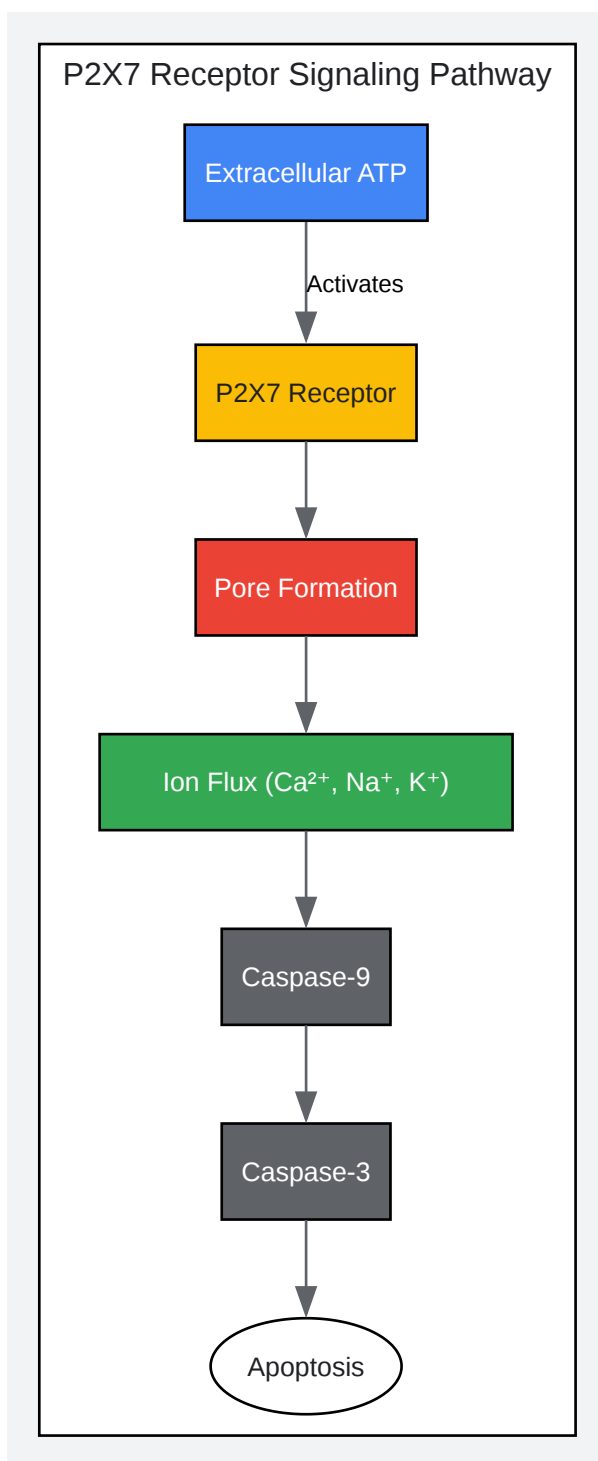 P2X7 Receptor Signaling Pathway
Extracellular ATP
Activates
P2X7 Receptor
Pore Formation
Ion Flux (Ca²⁺, Na⁺, K⁺)
Caspase-9
Caspase-3
Apoptosis